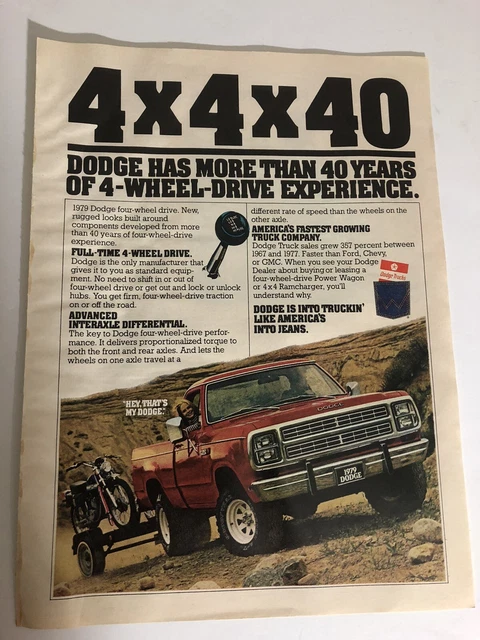 4x4x40
DODGE HAS MORE THAN 40 YEARS
OF 4-WHEEL-DRIVE EXPERIENCE.
1979 Dodge four-wheel drive. New,
rugged looks built around
components developed from more
than 40 years of four-wheel-drive
experience.
FULL-TIME 4-WHEEL DRIVE.
Dodge is the only manufacturer that
gives it to you as standard equip-
ment. No need to shift in or out of
four-wheel drive or get out and lock or unlock
hubs. You get firm, four-wheel-drive traction
on or off the road.
ADVANCED
INTERAXLE DIFFERENTIAL.
The key to Dodge four-wheel-drive perfor-
mance. It delivers proportionalized torque to
both the front and rear axles. And lets the
wheels on one axle travel at a
different rate of speed than the wheels on the
other axle.
AMERICA'S FASTEST GROWING
TRUCK COMPANY.
Dodge Truck sales grew 357 percent between
1967 and 1977. Faster than Ford, Chevy,
or GMC. When you see your Dodge
Dealer about buying or leasing a
four-wheel-drive Power Wagon
or 4x4 Ramcharger, you'll
understand why.
Dodge Trucks
DODGE IS INTO TRUCKIN'
LIKE AMERICA'S
INTO JEANS.
"HEY, THAT'S
MY DODGE."
DODGE
1979
DODGE